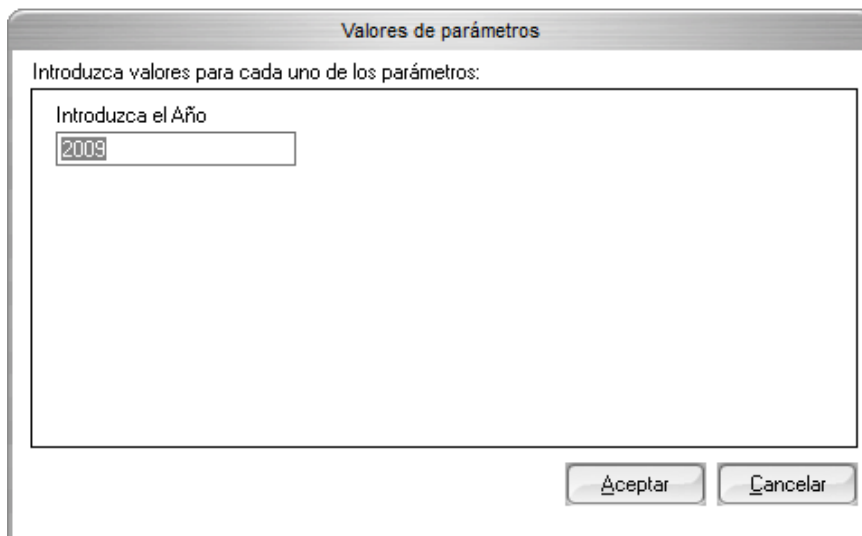 Valores de parámetros
Introduzca valores para cada uno de los parámetros:
Introduzca el Año
2009
Aceptar Cancelar